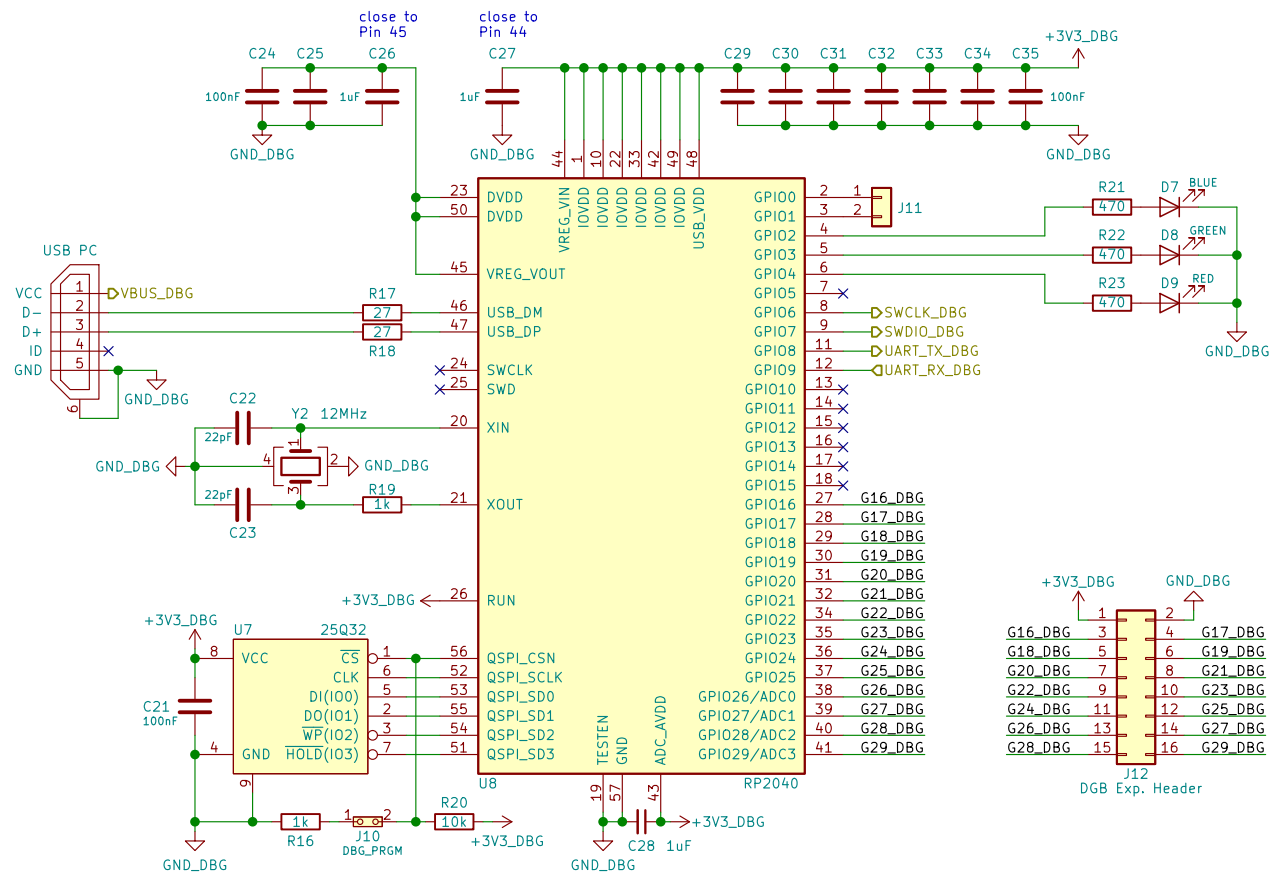 close to
Pin 45
close to
Pin 44
+3V3_DBG
C24
C25
C26
C27
C29
C30
C31
C32
C33
C34
C35
100nF
1uF
1uF
100nF
GND_DBG
GND_DBG
GND_DBG
44
1
10
22
33
42
49
48
VREG_VIN
IOVDD
IOVDD
IOVDD
IOVDD
IOVDD
IOVDD
USB_VDD
23 DVDD
50 DVDD
45 VREG_VOUT
46 USB_DM
47 USB_DP
24 SWCLK
25 SWD
20 XIN
21 XOUT
26 RUN
56 QSPI_CSN
52 QSPI_SCLK
53 QSPI_SD0
55 QSPI_SD1
54 QSPI_SD2
51 QSPI_SD3
GPIO0 2
GPIO1 3
GPIO2 4
GPIO3 5
GPIO4 6
GPIO5 7
GPIO6 8 SWCLK_DBG
GPIO7 9 SWDIO_DBG
GPIO8 11 UART_TX_DBG
GPIO9 12 UART_RX_DBG
GPIO10 13
GPIO11 14
GPIO12 15
GPIO13 16
GPIO14 17
GPIO15 18
GPIO16 27 G16_DBG
GPIO17 28 G17_DBG
GPIO18 29 G18_DBG
GPIO19 30 G19_DBG
GPIO20 31 G20_DBG
GPIO21 32 G21_DBG
GPIO22 34 G22_DBG
GPIO23 35 G23_DBG
GPIO24 36 G24_DBG
GPIO25 37 G25_DBG
GPIO26/ADC0 38 G26_DBG
GPIO27/ADC1 39 G27_DBG
GPIO28/ADC2 40 G28_DBG
GPIO29/ADC3 41 G29_DBG
TESTEN
GND
ADC_AVDD
19
57
43
U8
RP2040
1
2
J11
R21
470
D7
BLUE
R22
470
D8
GREEN
R23
470
D9
RED
GND_DBG
USB PC
VCC 1 VBUS_DBG
D- 2
D+ 3
ID 4
GND 5
6
GND_DBG
R17
27
27
R18
C22
22pF
Y2 12MHz
1
4
2
3
GND_DBG
GND_DBG
22pF
C23
R19
1k
+3V3_DBG
+3V3_DBG
U7
25Q32
8 VCC
CS 1
CLK 6
DI(IO0) 5
DO(IO1) 2
WP(IO2) 3
4 GND
HOLD(IO3) 7
9
C21
100nF
1k
R16
1
2
J10
DBG_PRGM
R20
10k
+3V3_DBG
GND_DBG
+3V3_DBG
C28 1uF
GND_DBG
+3V3_DBG
GND_DBG
1 2
G16_DBG 3 4 G17_DBG
G18_DBG 5 6 G19_DBG
G20_DBG 7 8 G21_DBG
G22_DBG 9 10 G23_DBG
G24_DBG 11 12 G25_DBG
G26_DBG 13 14 G27_DBG
G28_DBG 15 16 G29_DBG
J12
DGB Exp. Header